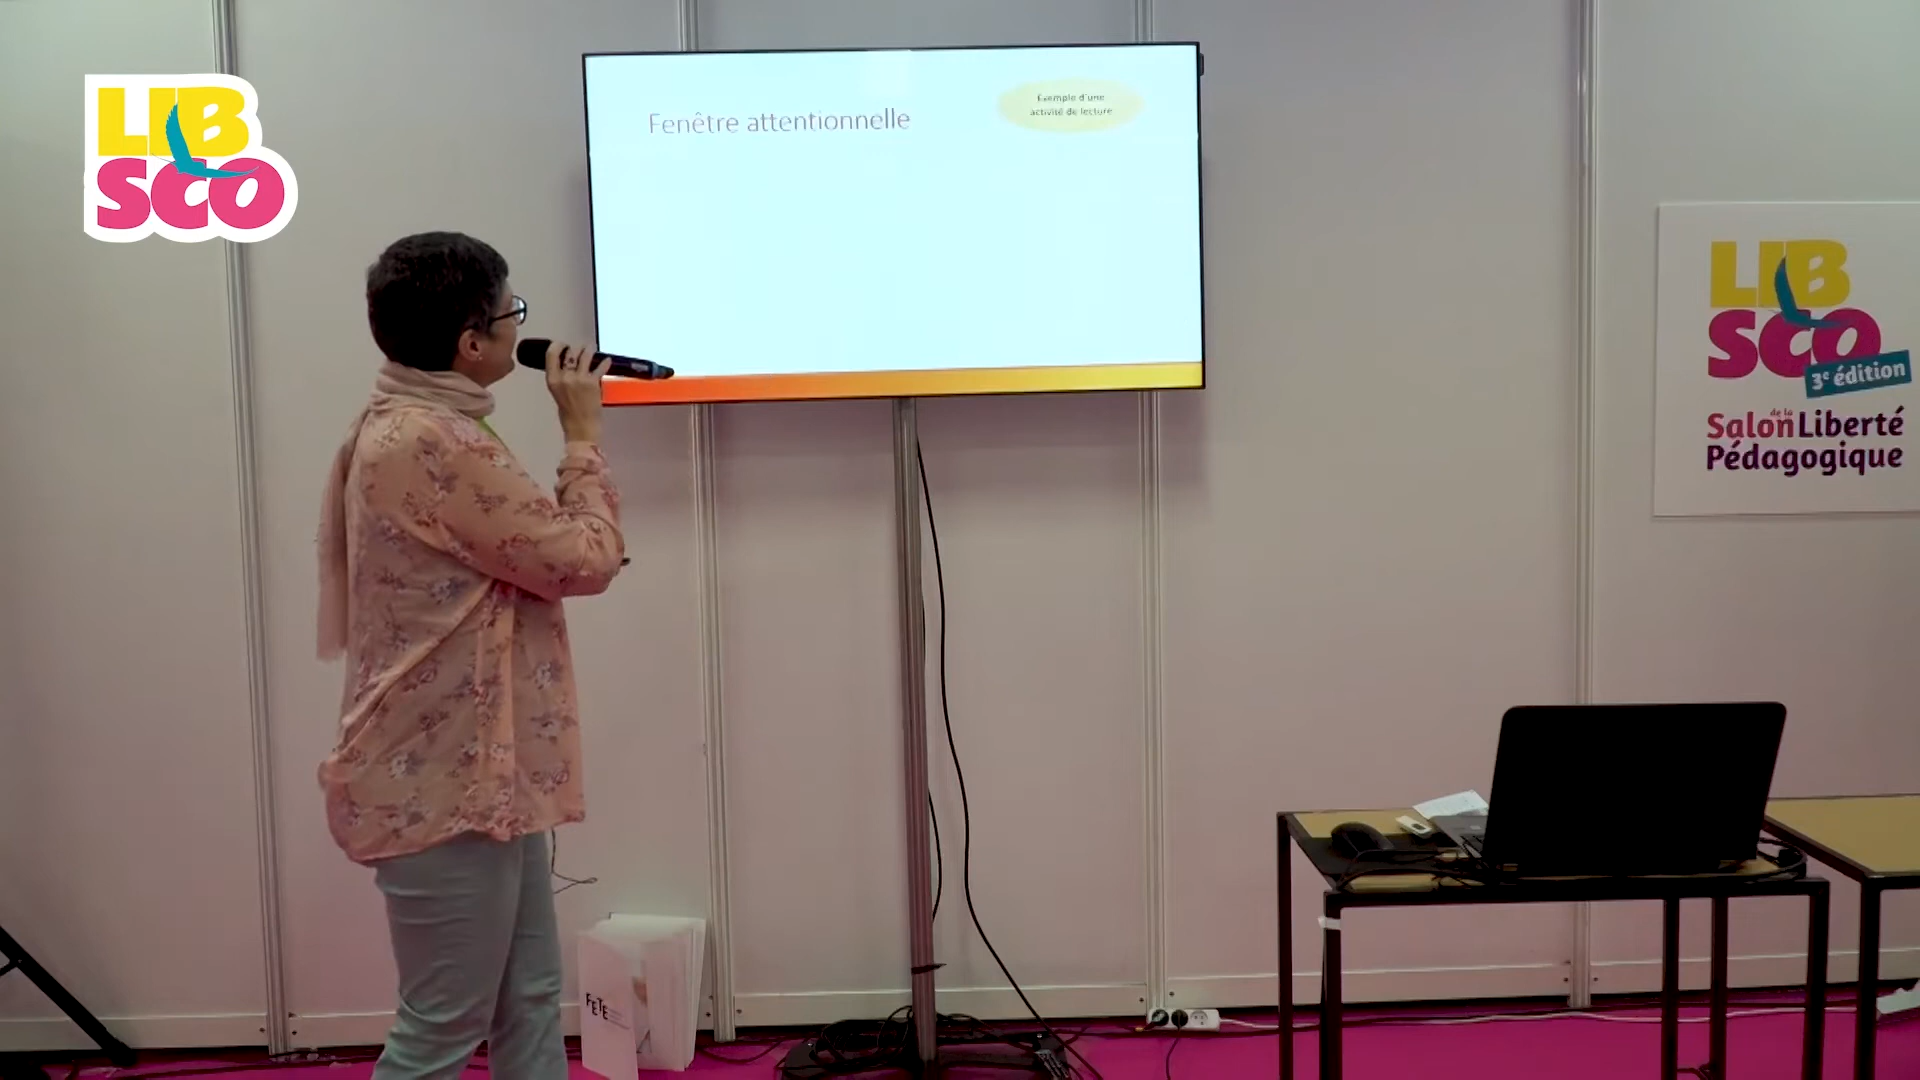 LIB
SCO
Fenêtre attentionnelle
Exemple d'une
activité de lecture
LIB
SCO
3e édition
Salon de la Liberté
Pédagogique
FETE